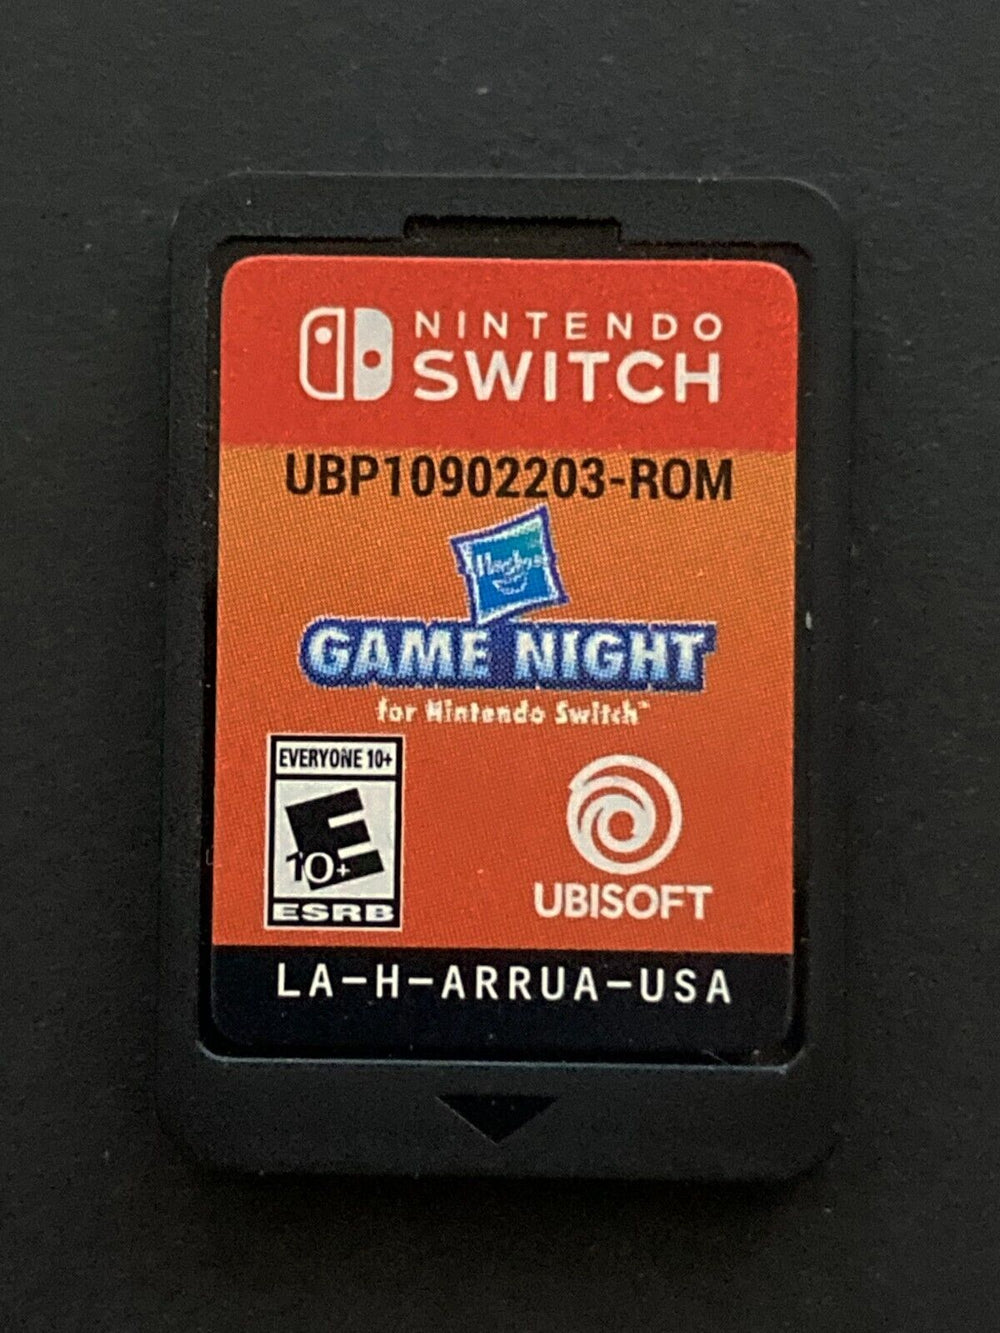 NINTENDO
SWITCH
UBP10902203-ROM
Hasbro
GAME NIGHT
for Nintendo Switch™
EVERYONE 10+
E
10+
ESRB
UBISOFT
LA-H-ARRUA-USA